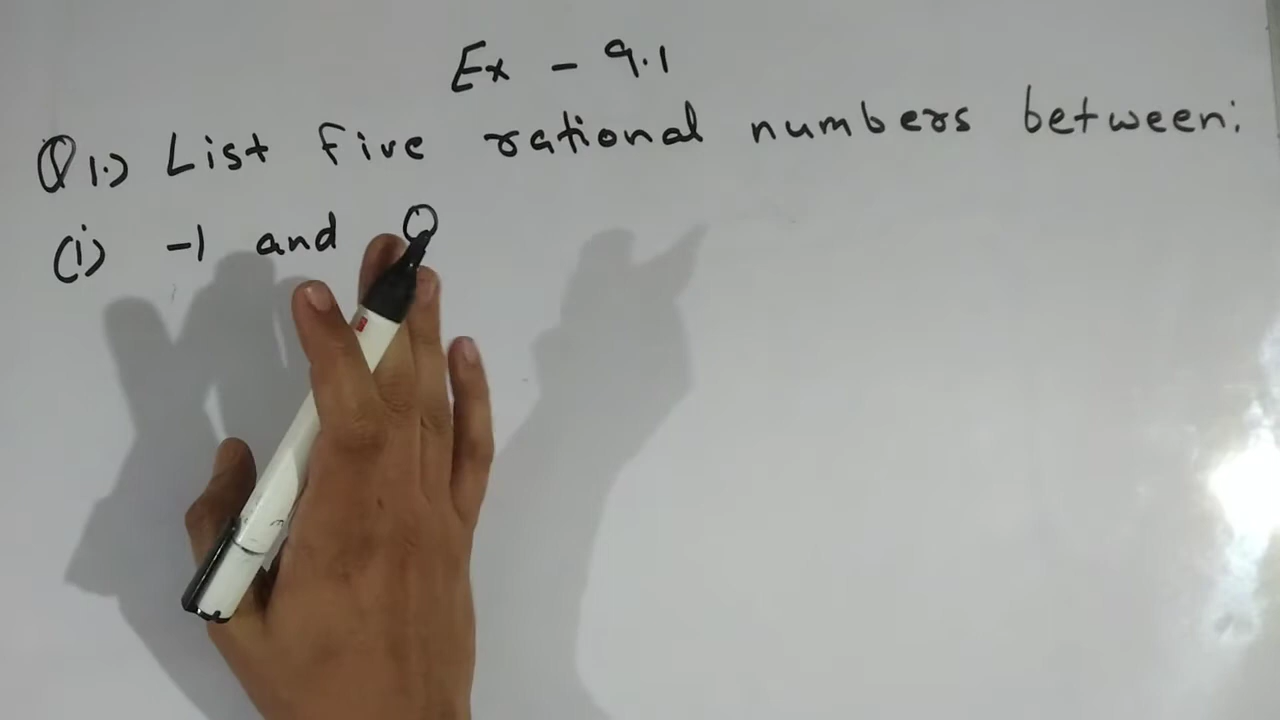 Ex - 9.1
Q1.) List five rational numbers between:
(i) -1 and 0